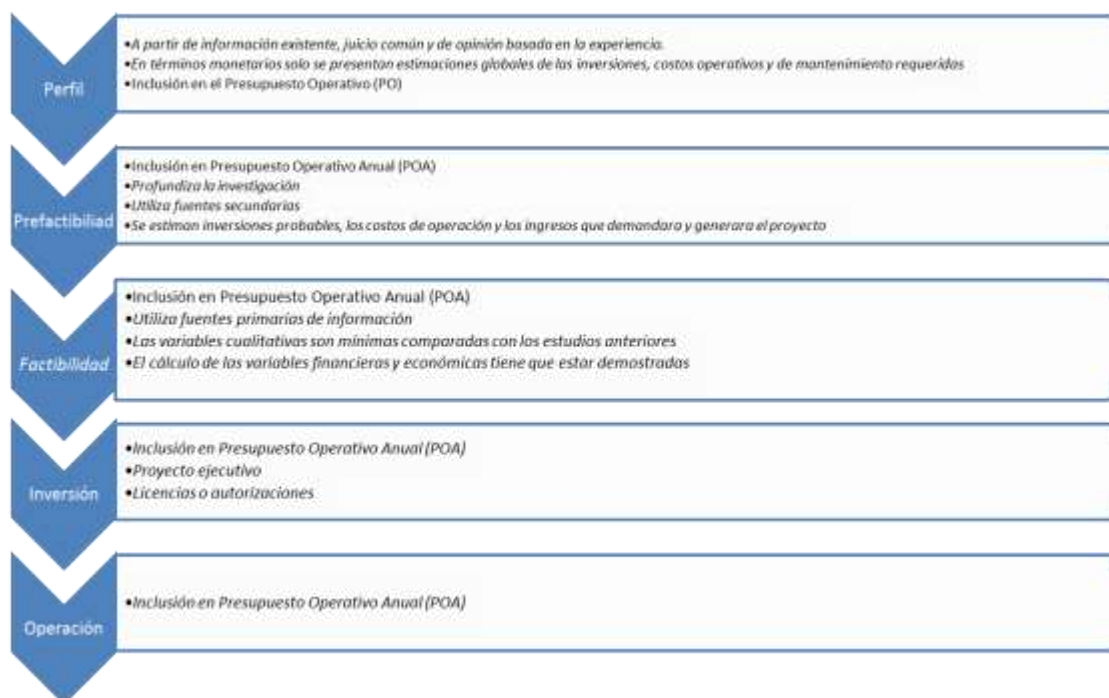 Perfil
•A partir de información existente, juicio común y de opinión basada en la experiencia.
•En términos monetarios solo se presentan estimaciones globales de las inversiones, costos operativos y de mantenimiento requeridos
•Inclusión en el Presupuesto Operativo (PO)
Prefactibiliad
•Inclusión en Presupuesto Operativo Anual (POA)
•Profundiza la investigación
•Utiliza fuentes secundarias
•Se estiman inversiones probables, los costos de operación y los ingresos que demandara y generara el proyecto
Factibilidad
•Inclusión en Presupuesto Operativo Anual (POA)
•Utiliza fuentes primarias de información
•Las variables cualitativas son mínimas comparadas con los estudios anteriores
•El cálculo de las variables financieras y económicas tiene que estar demostradas
Inversión
•Inclusión en Presupuesto Operativo Anual (POA)
•Proyecto ejecutivo
•Licencias o autorizaciones
Operación
•Inclusión en Presupuesto Operativo Anual (POA)